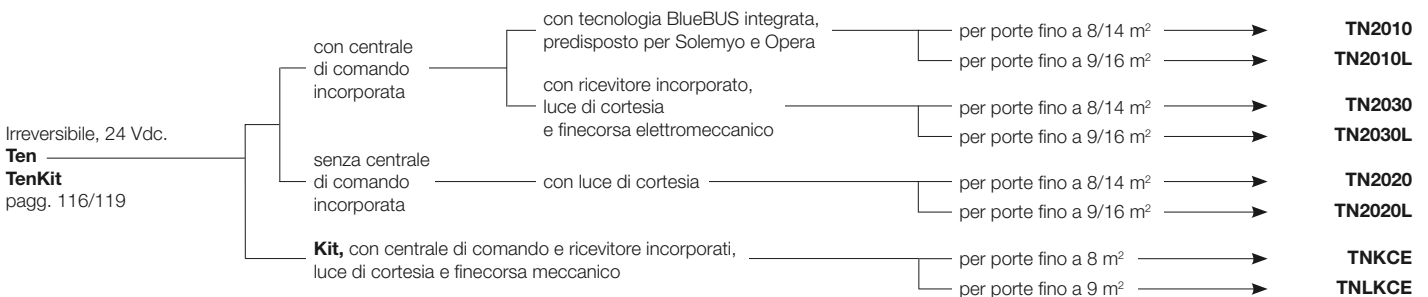 Irreversibile, 24 Vdc.
Ten
TenKit
pagg. 116/119
con centrale
di comando
incorporata
con tecnologia BlueBUS integrata,
predisposto per Solemyo e Opera
per porte fino a 8/14 m²
TN2010
per porte fino a 9/16 m²
TN2010L
con ricevitore incorporato,
luce di cortesia
e finecorsa elettromeccanico
per porte fino a 8/14 m²
TN2030
per porte fino a 9/16 m²
TN2030L
senza centrale
di comando
incorporata
con luce di cortesia
per porte fino a 8/14 m²
TN2020
per porte fino a 9/16 m²
TN2020L
Kit, con centrale di comando e ricevitore incorporati,
luce di cortesia e finecorsa meccanico
per porte fino a 8 m²
TNKCE
per porte fino a 9 m²
TNLKCE